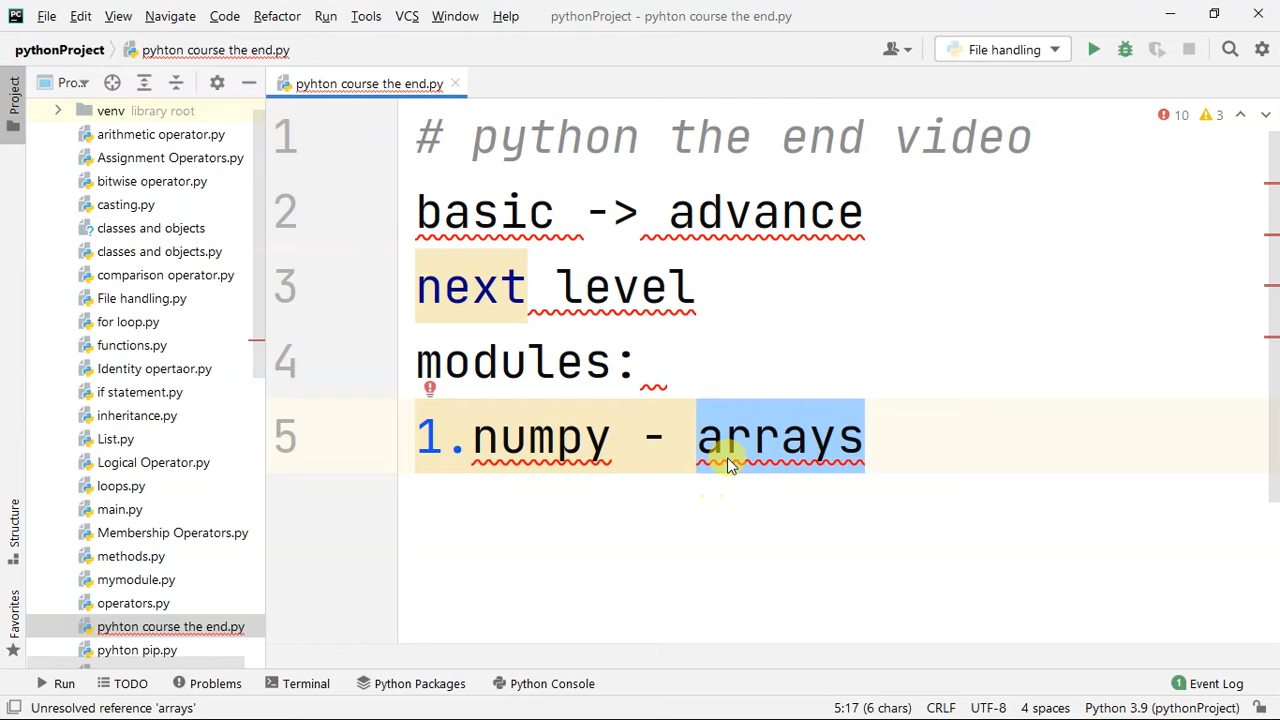 PC File Edit View Navigate Code Refactor Run Tools VCS Window Help pythonProject - pyhton course the end.py
pythonProject pyhton course the end.py File handling
Project Pro... pyhton course the end.py
venv library root
arithmetic operator.py
Assignment Operators.py
bitwise operator.py
casting.py
classes and objects
classes and objects.py
comparison operator.py
File handling.py
for loop.py
functions.py
Identity opertaor.py
if statement.py
inheritance.py
List.py
Logical Operator.py
loops.py
main.py
Membership Operators.py
methods.py
mymodule.py
operators.py
pyhton course the end.py
pyhton pip.py
10 3
1 # python the end video
2 basic -> advance
3 next level
4 modules:
5 1.numpy - arrays
Structure
Favorites
Run TODO Problems Terminal Python Packages Python Console 1 Event Log
Unresolved reference 'arrays' 5:17 (6 chars) CRLF UTF-8 4 spaces Python 3.9 (pythonProject)